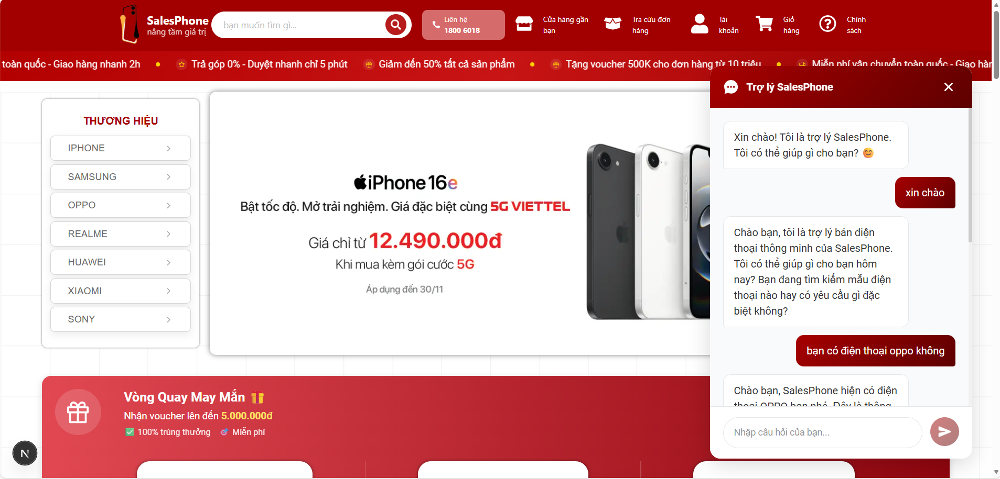 SalesPhone
nâng tầm giá trị
bạn muốn tìm gì...
Liên hệ
1800 6018
Cửa hàng gần
bạn
Tra cứu đơn
hàng
Tài
khoản
Giỏ
hàng
Chính
sách
toàn quốc - Giao hàng nhanh 2h
Trả góp 0% - Duyệt nhanh chỉ 5 phút
Giảm đến 50% tất cả sản phẩm
Tặng voucher 500K cho đơn hàng từ 10 triệu
Miễn phí vận chuyển toàn quốc - Giao hàn
THƯƠNG HIỆU
IPHONE
SAMSUNG
OPPO
REALME
HUAWEI
XIAOMI
SONY
iPhone 16e
Bật tốc độ. Mở trải nghiệm. Giá đặc biệt cùng 5G VIETTEL
Giá chỉ từ 12.490.000đ
Khi mua kèm gói cước 5G
Áp dụng đến 30/11
Vòng Quay May Mắn
Nhận voucher lên đến 5.000.000đ
100% trúng thưởng
Miễn phí
N
Trợ lý SalesPhone
Xin chào! Tôi là trợ lý SalesPhone.
Tôi có thể giúp gì cho bạn? 😊
xin chào
Chào bạn, tôi là trợ lý bán điện
thoại thông minh của SalesPhone.
Tôi có thể giúp gì cho bạn hôm
nay? Bạn đang tìm kiếm mẫu điện
thoại nào hay có yêu cầu gì đặc
biệt không?
bạn có điện thoại oppo không
Chào bạn, SalesPhone hiện có điện
thoại OPPO bạn nhé. Đây là thông
Nhập câu hỏi của bạn...